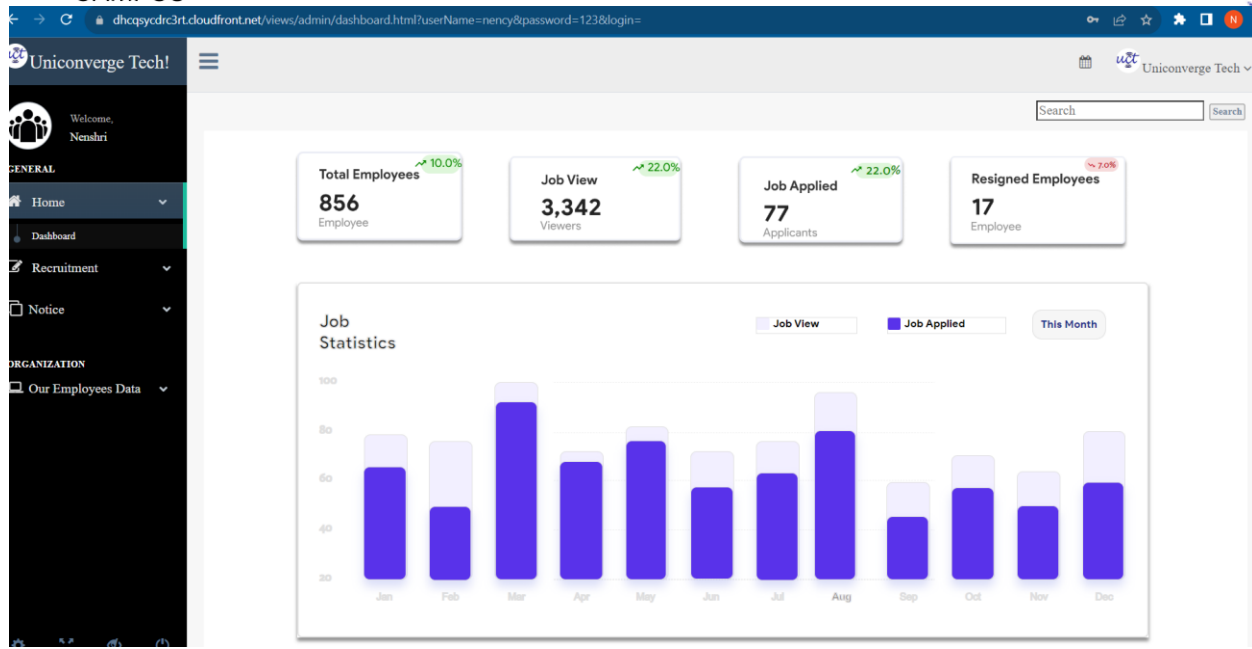 dhcqsycdrc3rt.cloudfront.net/views/admin/dashboard.html?userName=nency&password=123&login=
N
uct Uniconverge Tech!
uct Uniconverge Tech
Welcome,
Nenshri
Search Search
GENERAL
Home
Dashboard
Recruitment
Notice
ORGANIZATION
Our Employees Data
Total Employees 10.0%
856
Employee
Job View 22.0%
3,342
Viewers
Job Applied 22.0%
77
Applicants
Resigned Employees 7.0%
17
Employee
Job
Statistics
Job View Job Applied This Month
100
80
60
40
20
Jan Feb Mar Apr May Jun Jul Aug Sep Oct Nov Dec